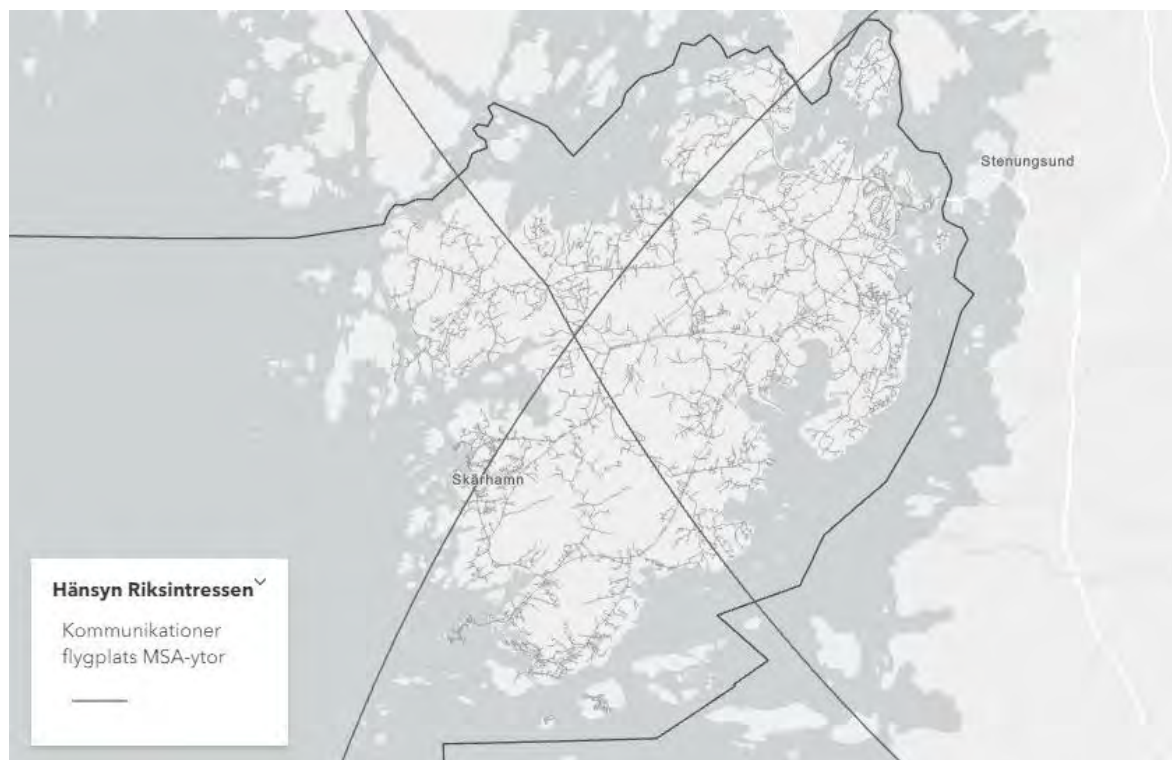 Stenungsund
Skärhamn
Hänsyn Riksintressen
Kommunikationer
flygplats MSA-ytor